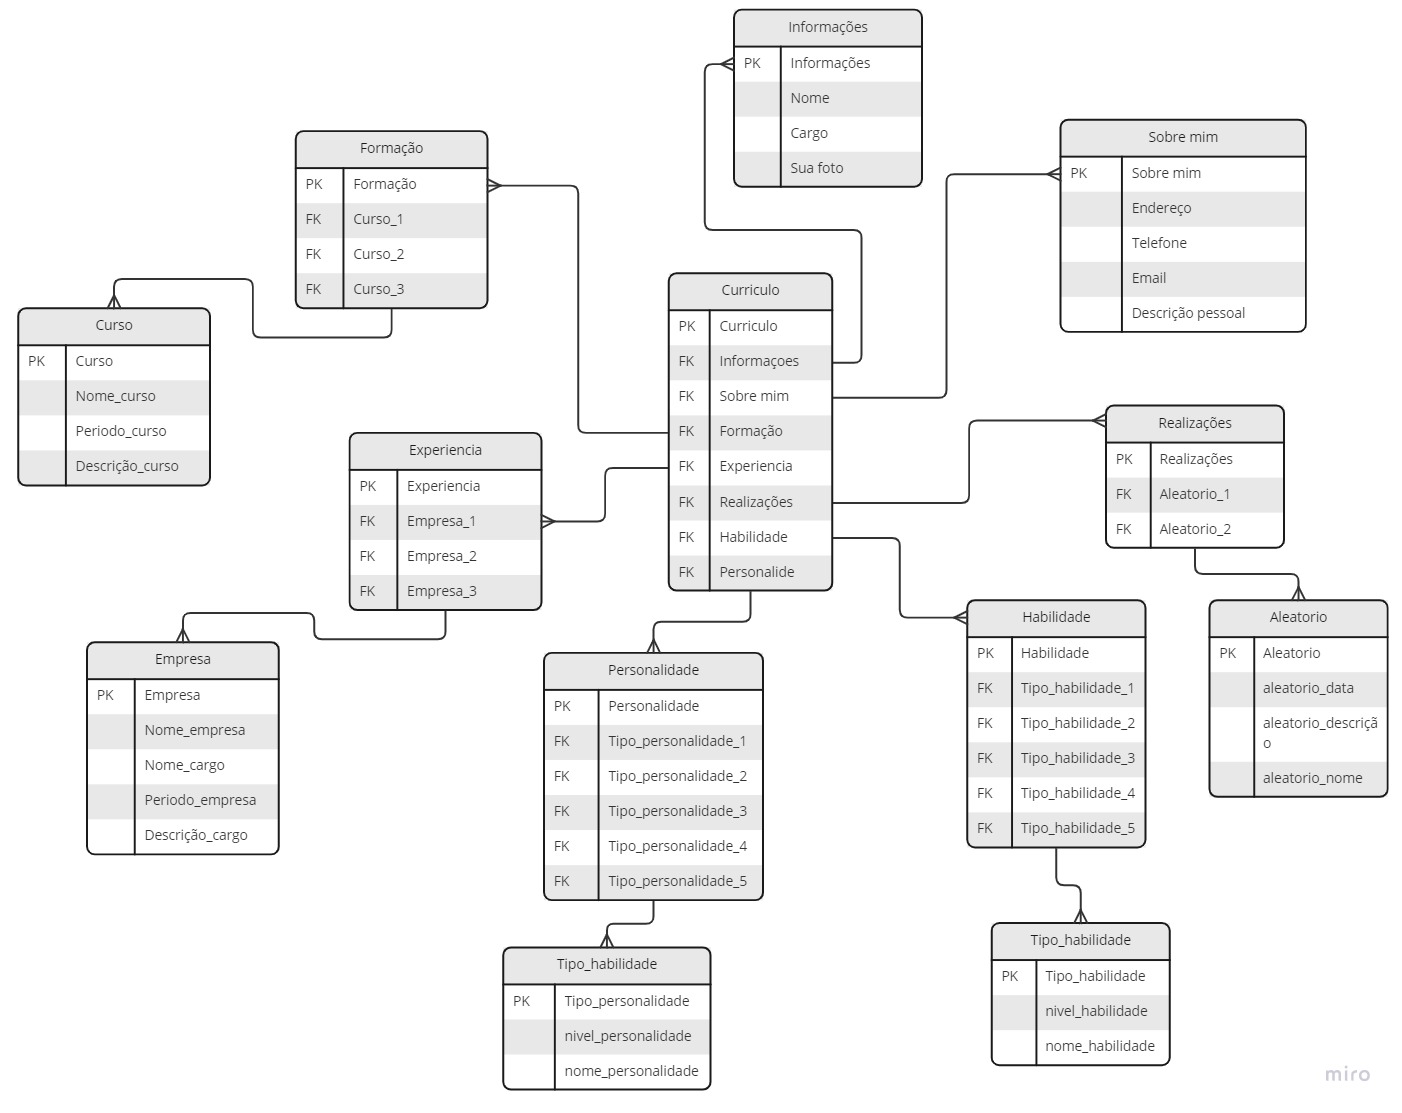 Informações
PK Informações
Nome
Cargo
Sua foto
Sobre mim
PK Sobre mim
Endereço
Telefone
Email
Descrição pessoal
Formação
PK Formação
FK Curso_1
FK Curso_2
FK Curso_3
Curso
PK Curso
Nome_curso
Periodo_curso
Descrição_curso
Curriculo
PK Curriculo
FK Informaçoes
FK Sobre mim
FK Formação
FK Experiencia
FK Realizações
FK Habilidade
FK Personalide
Realizações
PK Realizações
FK Aleatorio_1
FK Aleatorio_2
Experiencia
PK Experiencia
FK Empresa_1
FK Empresa_2
FK Empresa_3
Empresa
PK Empresa
Nome_empresa
Nome_cargo
Periodo_empresa
Descrição_cargo
Personalidade
PK Personalidade
FK Tipo_personalidade_1
FK Tipo_personalidade_2
FK Tipo_personalidade_3
FK Tipo_personalidade_4
FK Tipo_personalidade_5
Habilidade
PK Habilidade
FK Tipo_habilidade_1
FK Tipo_habilidade_2
FK Tipo_habilidade_3
FK Tipo_habilidade_4
FK Tipo_habilidade_5
Aleatorio
PK Aleatorio
aleatorio_data
aleatorio_descriçã
o
aleatorio_nome
Tipo_habilidade
PK Tipo_personalidade
nivel_personalidade
nome_personalidade
Tipo_habilidade
PK Tipo_habilidade
nivel_habilidade
nome_habilidade
miro